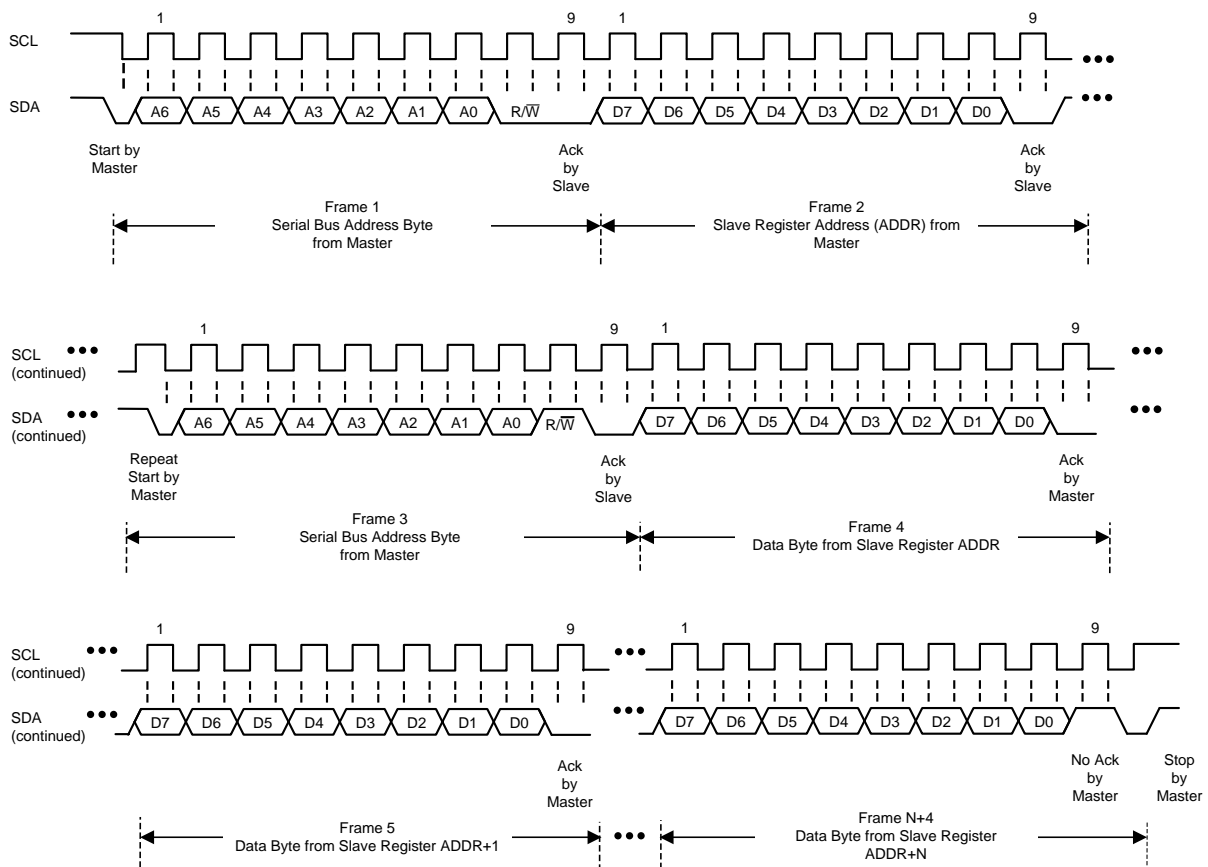 1 9 1 9
SCL
SDA
A6 A5 A4 A3 A2 A1 A0 R/W̅ D7 D6 D5 D4 D3 D2 D1 D0
Start by
Master
Ack
by
Slave
Ack
by
Slave
Frame 1
Serial Bus Address Byte
from Master
Frame 2
Slave Register Address (ADDR) from
Master
1 9 1 9
SCL
(continued)
SDA
(continued)
A6 A5 A4 A3 A2 A1 A0 R/W̅ D7 D6 D5 D4 D3 D2 D1 D0
Repeat
Start by
Master
Ack
by
Slave
Ack
by
Master
Frame 3
Serial Bus Address Byte
from Master
Frame 4
Data Byte from Slave Register ADDR
1 9 1 9
SCL
(continued)
SDA
(continued)
D7 D6 D5 D4 D3 D2 D1 D0 D7 D6 D5 D4 D3 D2 D1 D0
Ack
by
Master
No Ack
by
Master
Stop
by
Master
Frame 5
Data Byte from Slave Register ADDR+1
Frame N+4
Data Byte from Slave Register
ADDR+N